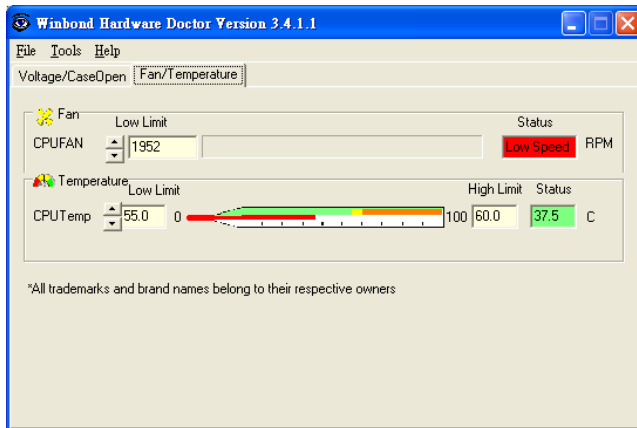 Winbond Hardware Doctor Version 3.4.1.1
File Tools Help
Voltage/CaseOpen Fan/Temperature
Fan
Low Limit Status
CPUFAN 1952 Low Speed RPM
Temperature
Low Limit High Limit Status
CPUTemp 55.0 0 100 60.0 37.5 C
*All trademarks and brand names belong to their respective owners